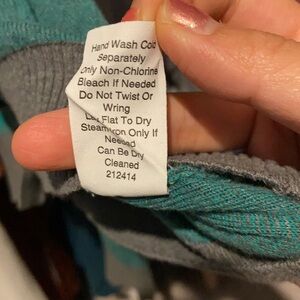 Hand Wash Cold
Separately
Only Non-Chlorine
Bleach If Needed
Do Not Twist Or
Wring
Lay Flat To Dry
Steam Iron Only If
Needed
Can Be Dry
Cleaned
212414